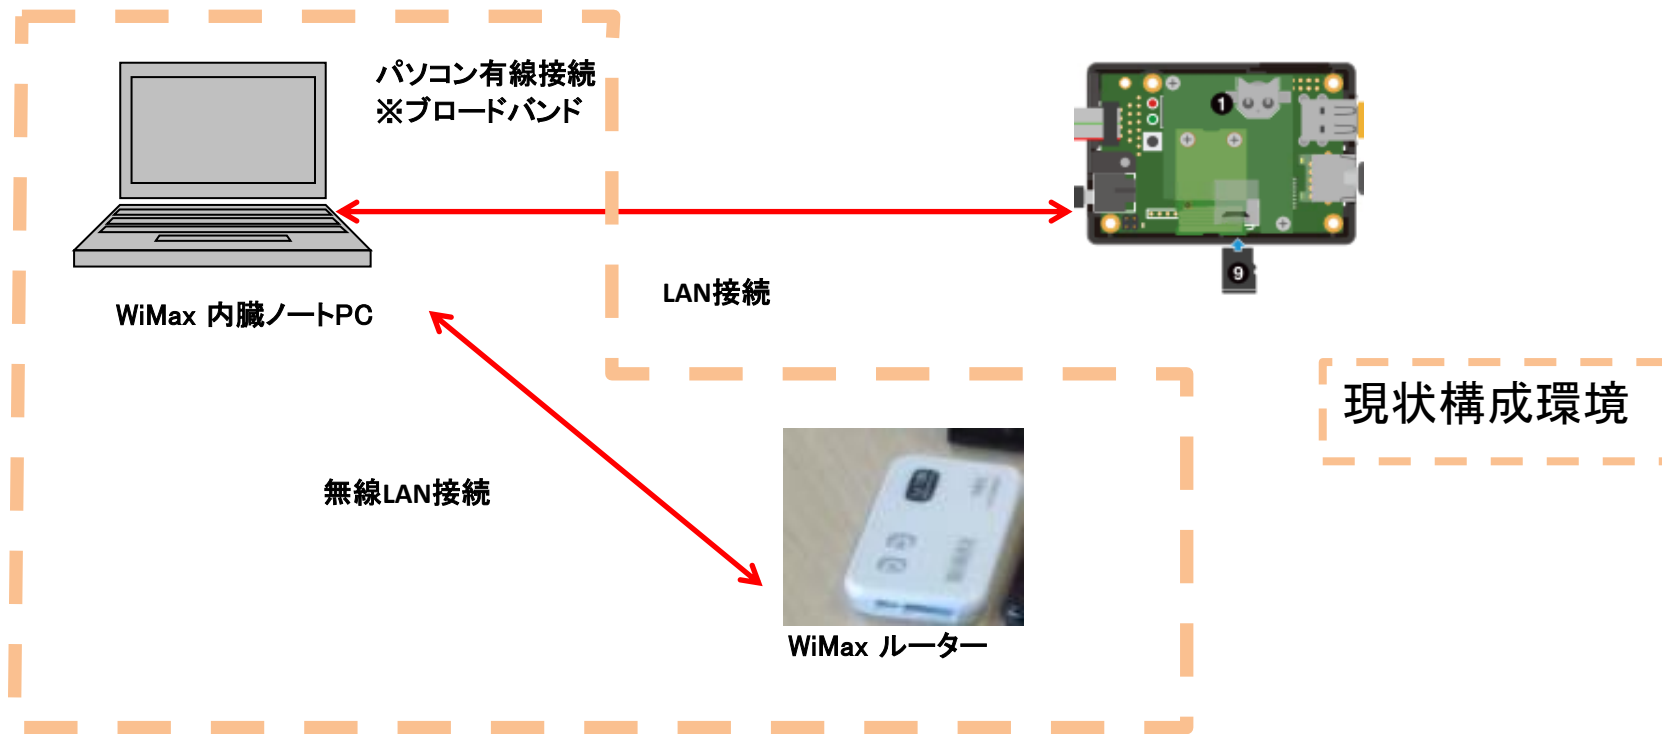 パソコン有線接続
※ブロードバンド
❶
❾
LAN接続
WiMax 内臓ノートPC
現状構成環境
無線LAN接続
WiMax ルーター